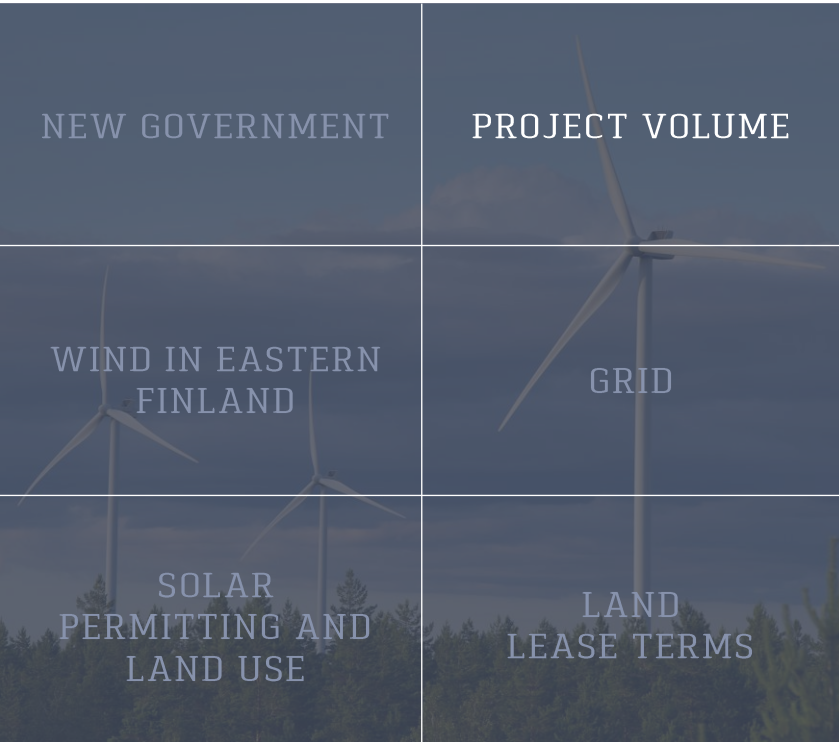 NEW GOVERNMENT
PROJECT VOLUME
WIND IN EASTERN
FINLAND
GRID
SOLAR
PERMITTING AND
LAND USE
LAND
LEASE TERMS